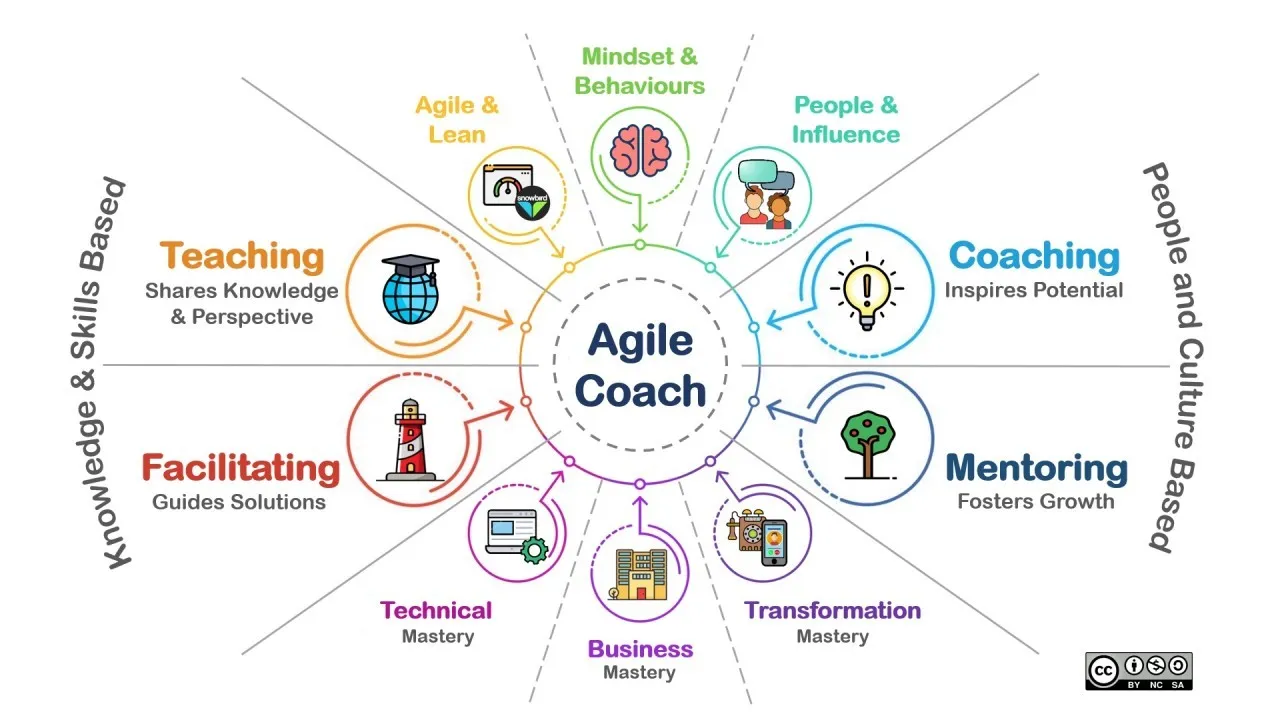 Mindset &
Behaviours
Agile &
Lean
People &
Influence
snowbird
Knowledge & Skills Based
People and Culture Based
Teaching
Shares Knowledge
& Perspective
Coaching
Inspires Potential
Agile
Coach
Facilitating
Guides Solutions
Mentoring
Fosters Growth
Technical
Mastery
Business
Mastery
Transformation
Mastery
cc
BY NC SA